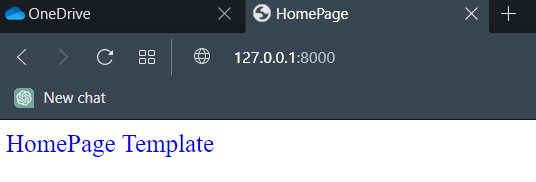 OneDrive
HomePage
127.0.0.1:8000
New chat
HomePage Template